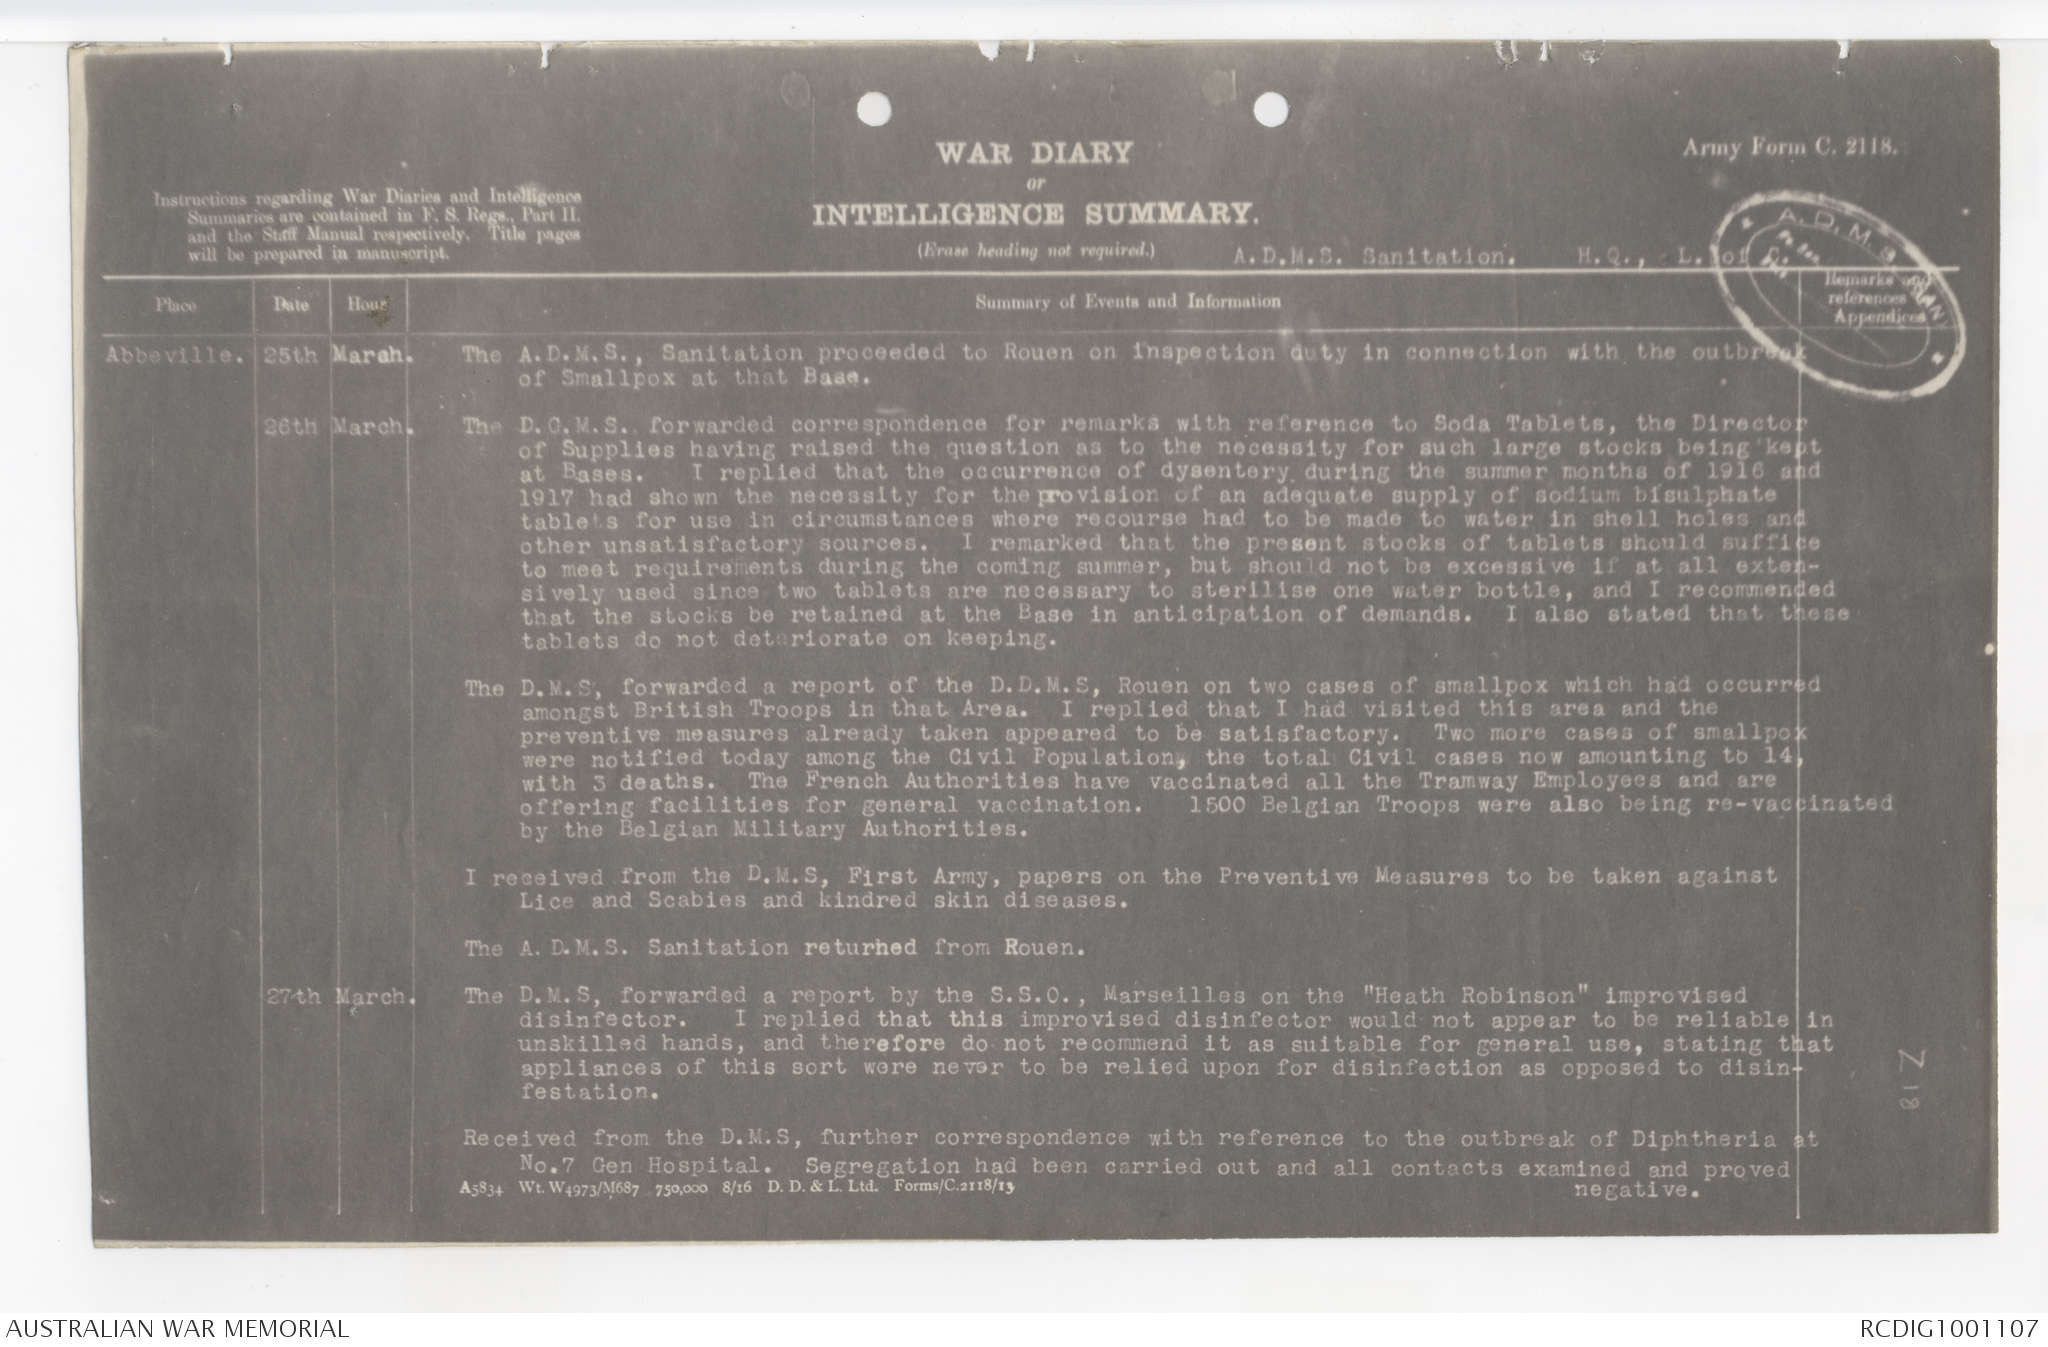 WAR DIARY
or
INTELLIGENCE SUMMARY.
(Erase heading not required.)
Army Form C. 2118.
Instructions regarding War Diaries and Intelligence
Summaries are contained in F. S. Regs., Part II.
and the Staff Manual respectively. Title pages
will be prepared in manuscript.
A.D.M.S. Sanitation. H.Q., L. of C.
A. D. M. S.
Place Date Hour Summary of Events and Information Remarks and
references
Appendices
Abbeville. 25th March. The A.D.M.S., Sanitation proceeded to Rouen on inspection duty in connection with the outbreak
of Smallpox at that Base.
26th March. The D.G.M.S. forwarded correspondence for remarks with reference to Soda Tablets, the Director
of Supplies having raised the question as to the necessity for such large stocks being kept
at Bases. I replied that the occurrence of dysentery during the summer months of 1916 and
1917 had shown the necessity for the provision of an adequate supply of sodium bisulphate
tablets for use in circumstances where recourse had to be made to water in shell holes and
other unsatisfactory sources. I remarked that the present stocks of tablets should suffice
to meet requirements during the coming summer, but should not be excessive if at all exten-
sively used since two tablets are necessary to sterilise one water bottle, and I recommended
that the stocks be retained at the Base in anticipation of demands. I also stated that these
tablets do not deteriorate on keeping.
The D.M.S, forwarded a report of the D.D.M.S, Rouen on two cases of smallpox which had occurred
amongst British Troops in that Area. I replied that I had visited this area and the
preventive measures already taken appeared to be satisfactory. Two more cases of smallpox
were notified today among the Civil Population, the total Civil cases now amounting to 14,
with 3 deaths. The French Authorities have vaccinated all the Tramway Employees and are
offering facilities for general vaccination. 1500 Belgian Troops were also being re-vaccinated
by the Belgian Military Authorities.
I received from the D.M.S, First Army, papers on the Preventive Measures to be taken against
Lice and Scabies and kindred skin diseases.
The A.D.M.S. Sanitation returned from Rouen.
27th March. The D.M.S, forwarded a report by the S.S.O., Marseilles on the "Heath Robinson" improvised
disinfector. I replied that this improvised disinfector would not appear to be reliable in
unskilled hands, and therefore do not recommend it as suitable for general use, stating that
appliances of this sort were never to be relied upon for disinfection as opposed to disin-
festation.
Received from the D.M.S, further correspondence with reference to the outbreak of Diphtheria at
No.7 Gen Hospital. Segregation had been carried out and all contacts examined and proved
negative.
A5834 Wt. W4973/M687 750,000 8/16 D. D. & L. Ltd. Forms/C.2118/13
AUSTRALIAN WAR MEMORIAL
RCDIG1001107